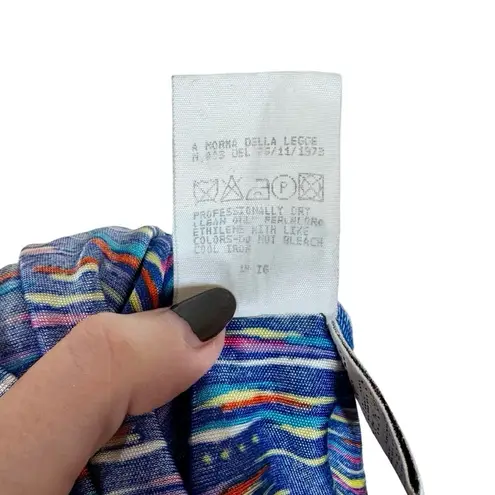 A NORMA DELLA LEGGE
N.883 DEL 26/11/1973
P
PROFESSIONALLY DRY
CLEAN ONLY PERCHLORO
ETHILENE WITH LIKE
COLORS-DO NOT BLEACH
COOL IRON